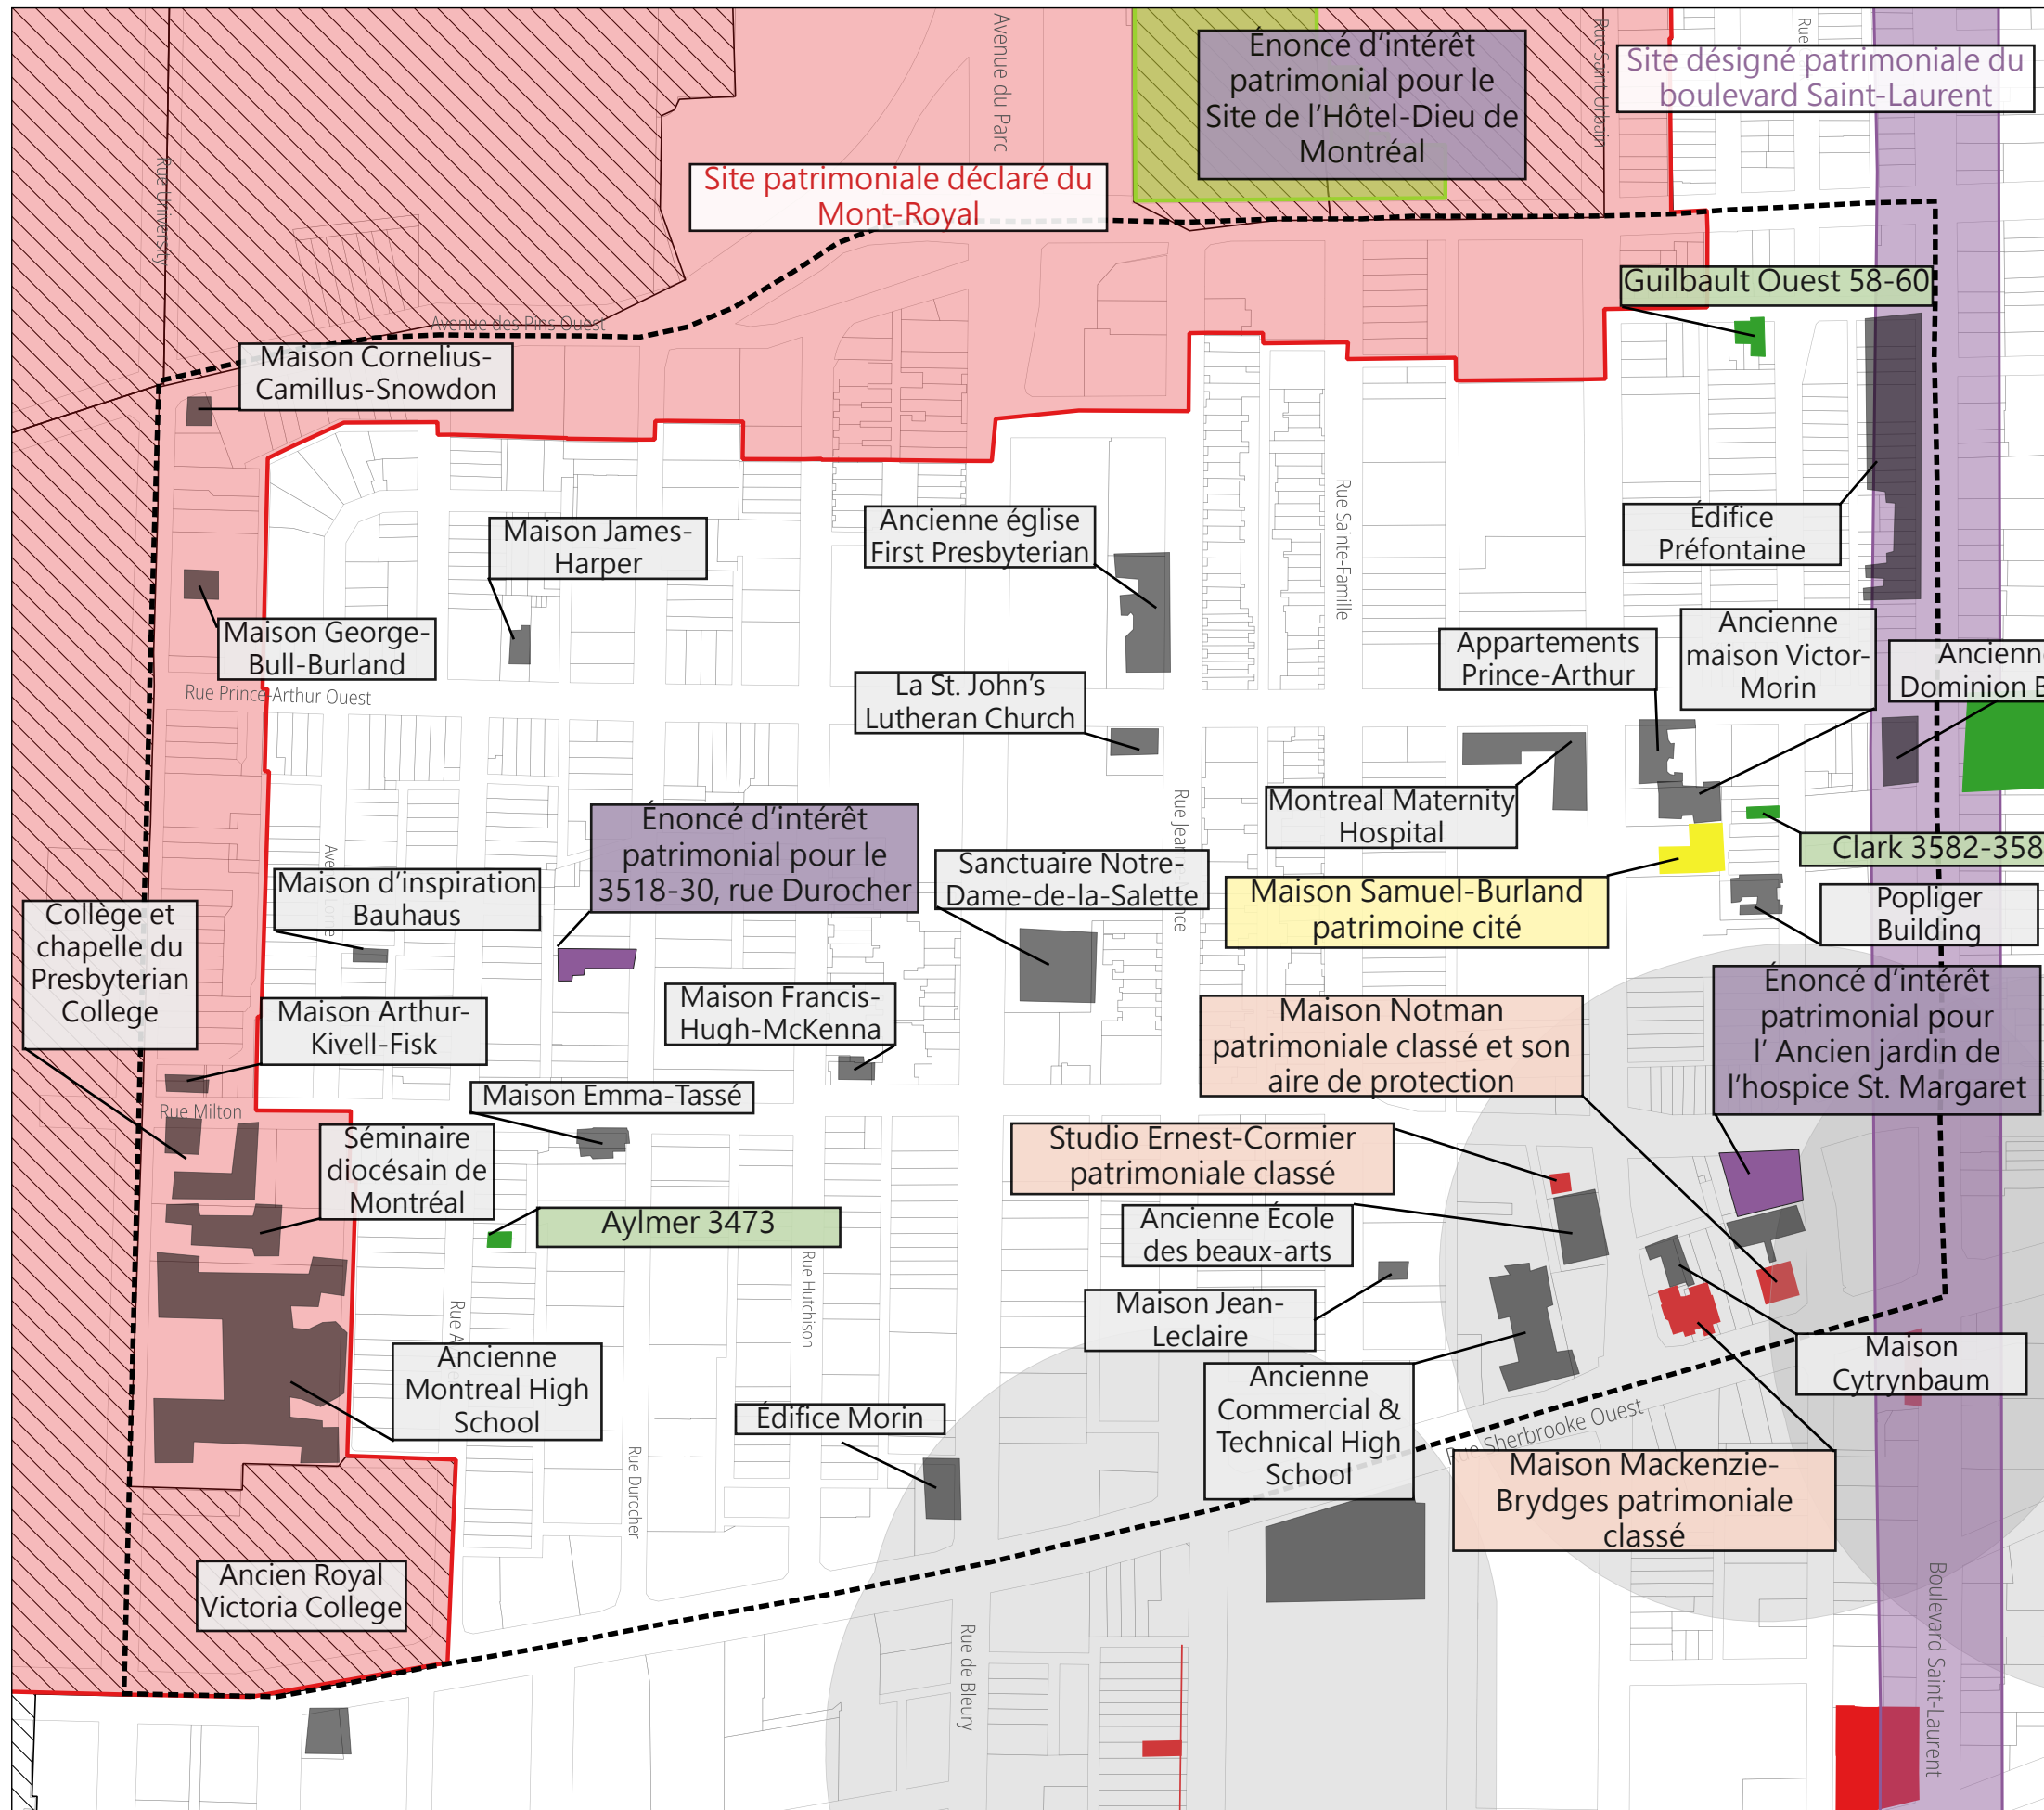 Avenue du Parc
Énoncé d'intérêt
patrimonial pour le
Site de l'Hôtel-Dieu de
Montréal
Rue Saint-Urbain
Rue
Site désigné patrimoniale du
boulevard Saint-Laurent
Rue University
Site patrimoniale déclaré du
Mont-Royal
Guilbault Ouest 58-60
Avenue des Pins Ouest
Maison Cornelius-
Camillus-Snowdon
Maison James-
Harper
Ancienne église
First Presbyterian
Rue Sainte-Famille
Édifice
Préfontaine
Maison George-
Bull-Burland
Appartements
Prince-Arthur
Ancienne
maison Victor-
Morin
Ancienn
Dominion B
Rue Prince-Arthur Ouest
La St. John's
Lutheran Church
Montreal Maternity
Hospital
Rue Jean
nce
Énoncé d'intérêt
patrimonial pour le
3518-30, rue Durocher
Clark 3582-358
Sanctuaire Notre-
Dame-de-la-Salette
Maison d'inspiration
Bauhaus
Maison Samuel-Burland
patrimoine cité
Popliger
Building
Collège et
chapelle du
Presbyterian
College
Maison Francis-
Hugh-McKenna
Maison Arthur-
Kivell-Fisk
Maison Notman
patrimoniale classé et son
aire de protection
Énoncé d'intérêt
patrimonial pour
l' Ancien jardin de
l'hospice St. Margaret
Maison Emma-Tassé
Rue Milton
Séminaire
diocésain de
Montréal
Studio Ernest-Cormier
patrimoniale classé
Aylmer 3473
Ancienne École
des beaux-arts
Rue Hutchison
Maison Jean-
Leclaire
Rue A
Ancienne
Montreal High
School
Maison
Cytrynbaum
Ancienne
Commercial &
Technical High
School
Édifice Morin
Rue Sherbrooke Ouest
Rue Durocher
Maison Mackenzie-
Brydges patrimoniale
classé
Ancien Royal
Victoria College
Rue de Bleury
Boulevard Saint-Laurent